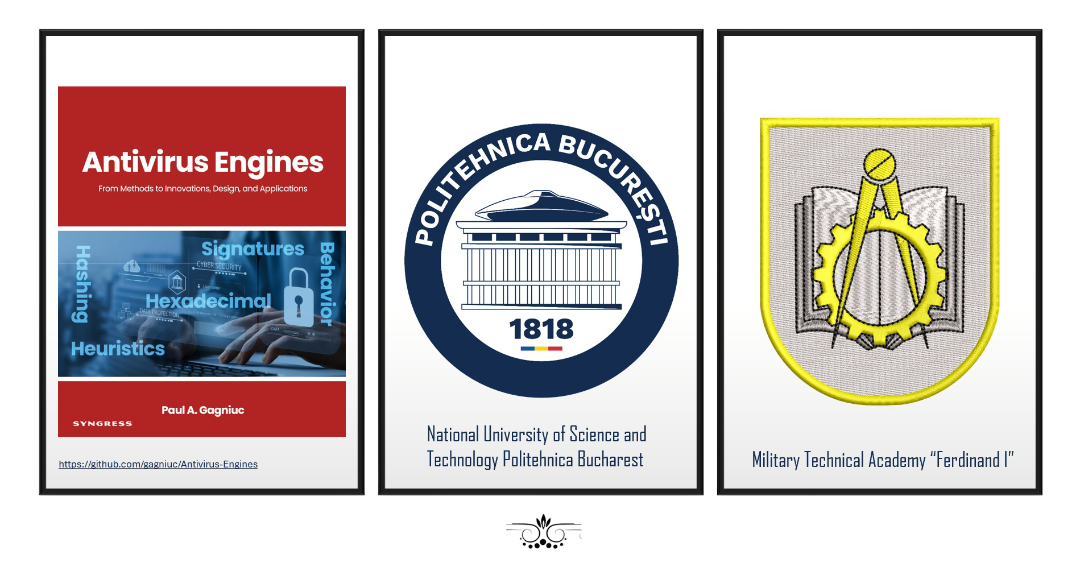 Antivirus Engines
From Methods to Innovations, Design, and Applications
Hashing
Signatures
Behavior
CYBER SECURITY
Hexadecimal
DATA PROTECTION
Heuristics
Paul A. Gagniuc
SYNGRESS
https://github.com/gagniuc/Antivirus-Engines
POLITEHNICA BUCUREȘTI
1818
National University of Science and
Technology Politehnica Bucharest
Military Technical Academy “Ferdinand I”